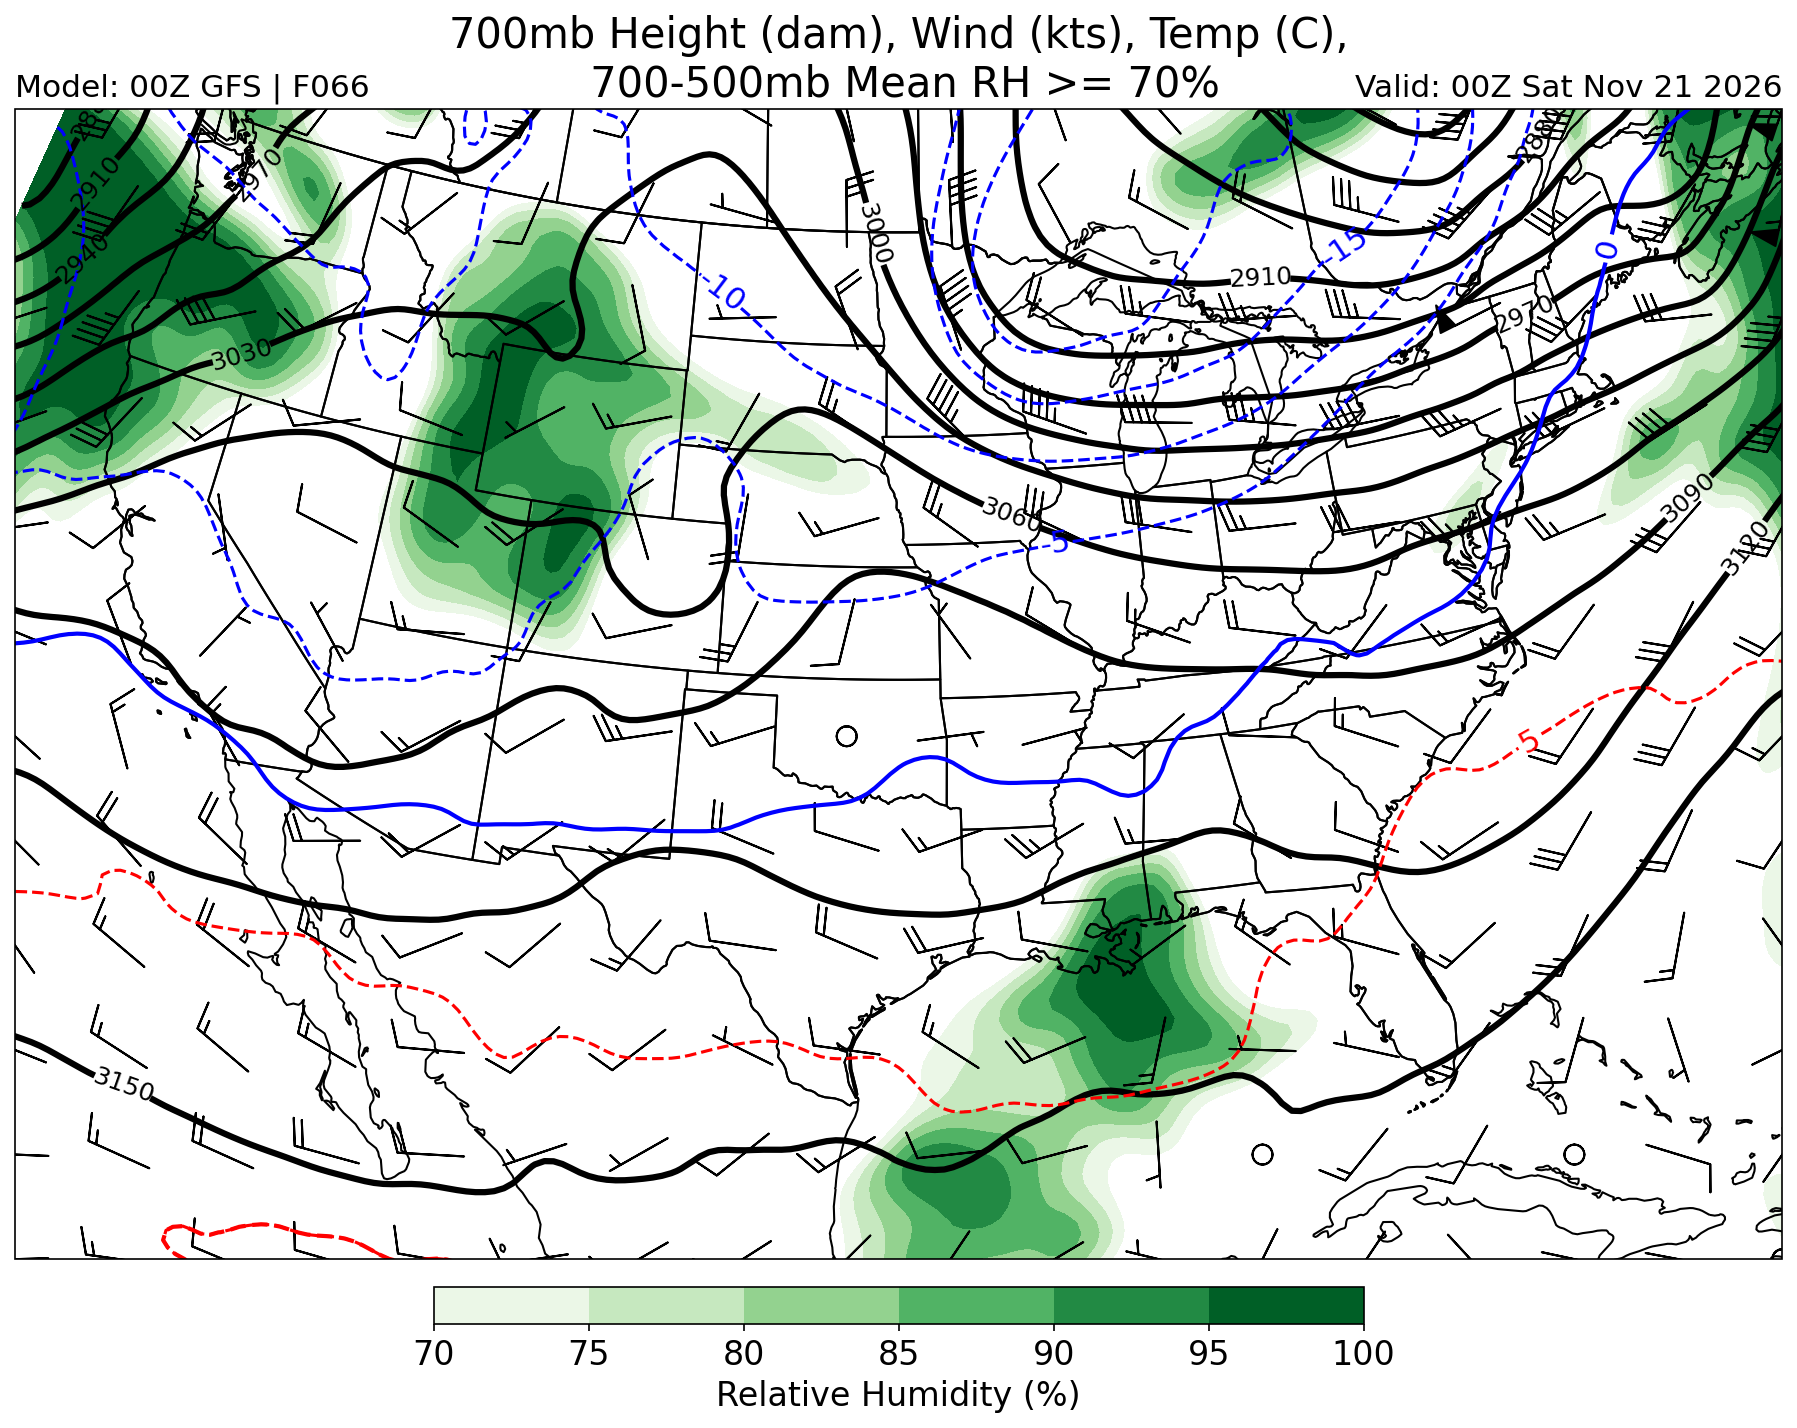 700mb Height (dam), Wind (kts), Temp (C),
700-500mb Mean RH >= 70%
Model: 00Z GFS | F066
Valid: 00Z Sat Nov 21 2026
2910
2940
2970
3030
3000
-10
2910
-15
2880
2970
0
3060
-5
3090
3120
5
3150
70 75 80 85 90 95 100
Relative Humidity (%)